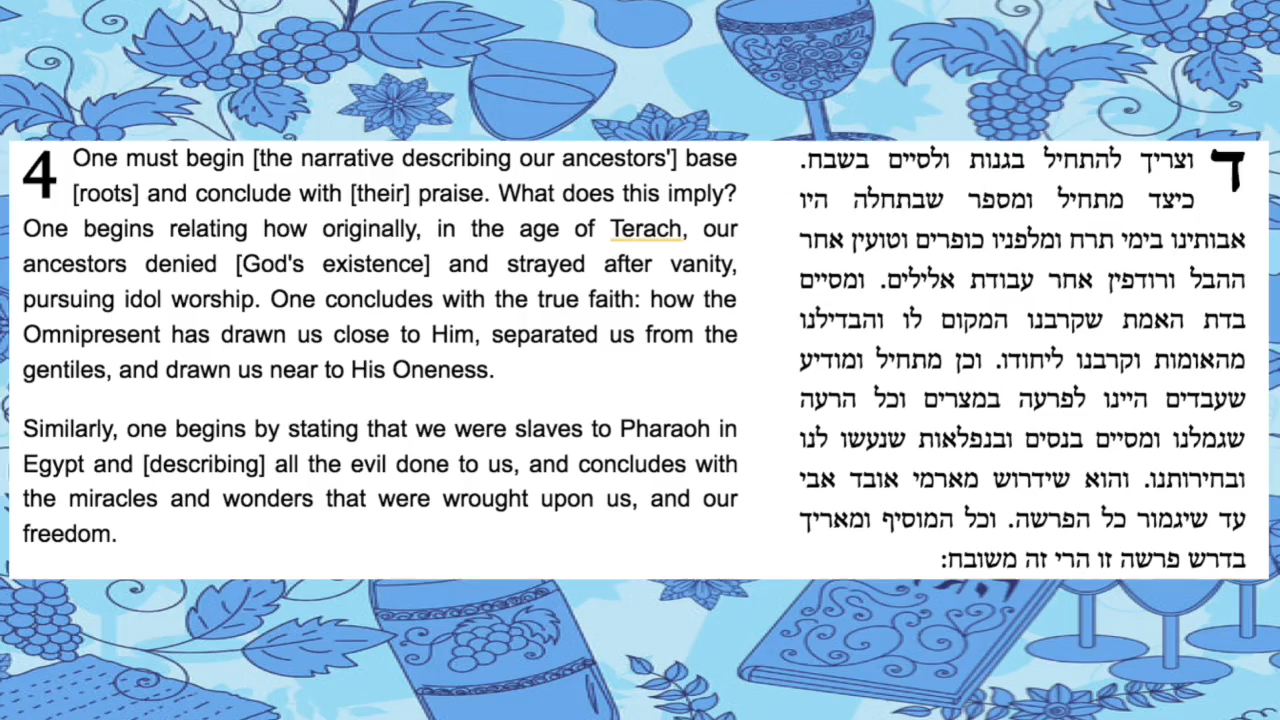 4 One must begin [the narrative describing our ancestors'] base
[roots] and conclude with [their] praise. What does this imply?
One begins relating how originally, in the age of Terach, our
ancestors denied [God's existence] and strayed after vanity,
pursuing idol worship. One concludes with the true faith: how the
Omnipresent has drawn us close to Him, separated us from the
gentiles, and drawn us near to His Oneness.
Similarly, one begins by stating that we were slaves to Pharaoh in
Egypt and [describing] all the evil done to us, and concludes with
the miracles and wonders that were wrought upon us, and our
freedom.
ד וצריך להתחיל בגנות ולסיים בשבח.
כיצד מתחיל ומספר שבתחלה היו
אבותינו בימי תרח ומלפניו כופרים וטועין אחר
ההבל ורודפין אחר עבודת אלילים. ומסיים
בדת האמת שקרבנו המקום לו והבדילנו
מהאומות וקרבנו ליחודו. וכן מתחיל ומודיע
שעבדים היינו לפרעה במצרים וכל הרעה
שגמלנו ומסיים בנסים ובנפלאות שנעשו לנו
ובחירותנו. והוא שידרוש מארמי אובד אבי
עד שיגמור כל הפרשה. וכל המוסיף ומאריך
בדרש פרשה זו הרי זה משובח: